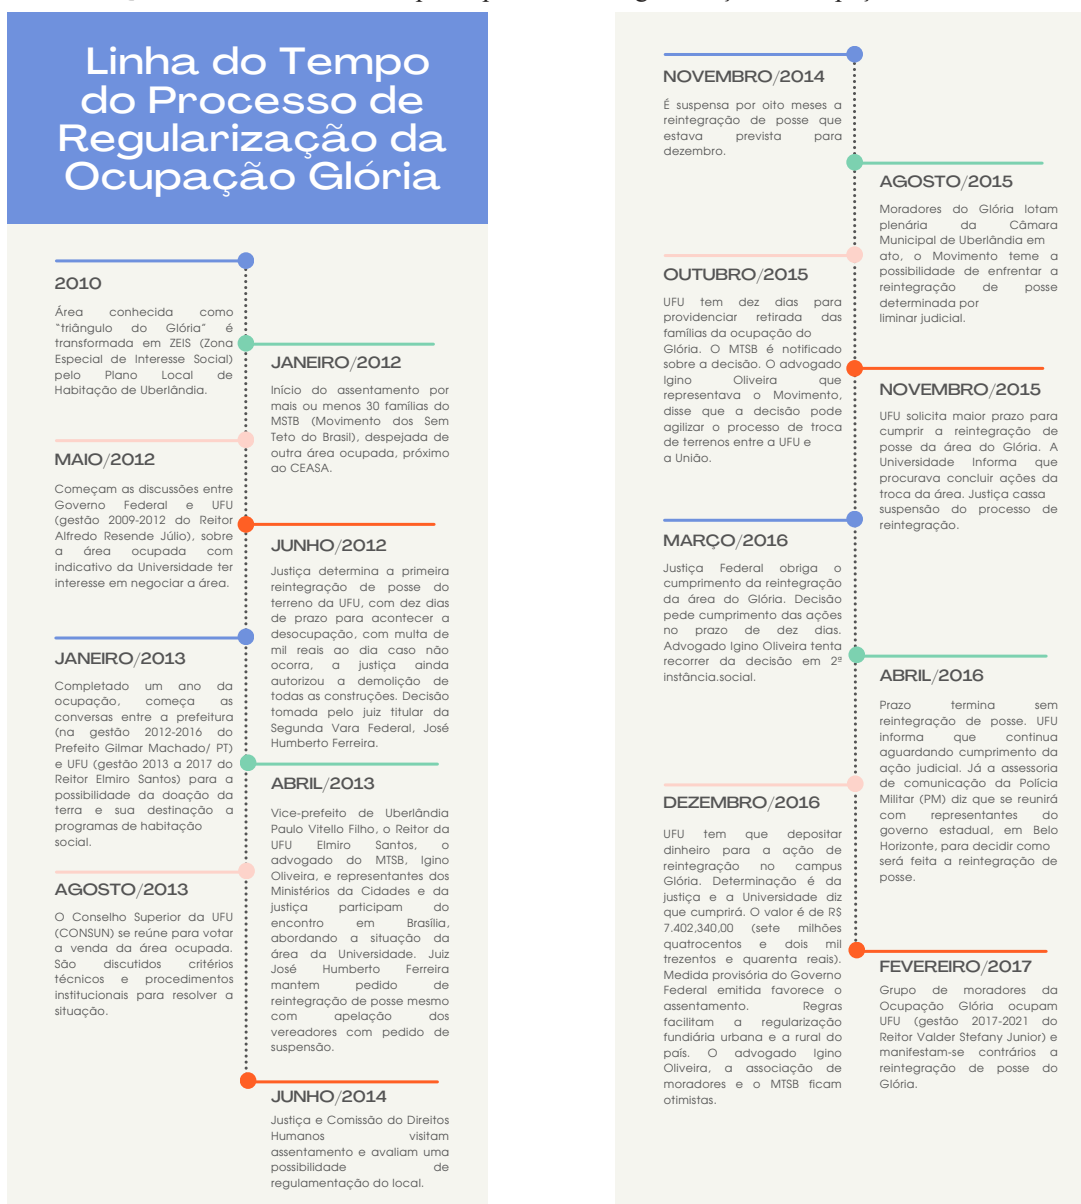 Linha do Tempo
do Processo de
Regularização da
Ocupação Glória
2010
Área conhecida como
"triângulo do Glória" é
transformada em ZEIS (Zona
Especial de Interesse Social)
pelo Plano Local de
Habitação de Uberlândia.
JANEIRO/2012
Início do assentamento por
mais ou menos 30 famílias do
MSTB (Movimento dos Sem
Teto do Brasil), despejada de
outra área ocupada, próximo
ao CEASA.
MAIO/2012
Começam as discussões entre
Governo Federal e UFU
(gestão 2009-2012 do Reitor
Alfredo Resende Júlio), sobre
a área ocupada com
indicativo da Universidade ter
interesse em negociar a área.
JUNHO/2012
Justiça determina a primeira
reintegração de posse do
terreno da UFU, com dez dias
de prazo para acontecer a
desocupação, com multa de
mil reais ao dia caso não
ocorra, a justiça ainda
autorizou a demolição de
todas as construções. Decisão
tomada pelo juiz titular da
Segunda Vara Federal, José
Humberto Ferreira.
JANEIRO/2013
Completado um ano da
ocupação, começa as
conversas entre a prefeitura
(na gestão 2012-2016 do
Prefeito Gilmar Machado/ PT)
e UFU (gestão 2013 a 2017 do
Reitor Elmiro Santos) para a
possibilidade da doação da
terra e sua destinação a
programas de habitação
social.
ABRIL/2013
Vice-prefeito de Uberlândia
Paulo Vitello Filho, o Reitor da
UFU Elmiro Santos, o
advogado do MTSB, Igino
Oliveira, e representantes dos
Ministérios da Cidades e da
justiça participam do
encontro em Brasília,
abordando a situação da
área da Universidade. Juiz
José Humberto Ferreira
mantem pedido de
reintegração de posse mesmo
com apelação dos
vereadores com pedido de
suspensão.
AGOSTO/2013
O Conselho Superior da UFU
(CONSUN) se reúne para votar
a venda da área ocupada.
São discutidos critérios
técnicos e procedimentos
institucionais para resolver a
situação.
JUNHO/2014
Justiça e Comissão do Direitos
Humanos visitam
assentamento e avaliam uma
possibilidade de
regulamentação do local.
NOVEMBRO/2014
É suspensa por oito meses a
reintegração de posse que
estava prevista para
dezembro.
AGOSTO/2015
Moradores do Glória lotam
plenária da Câmara
Municipal de Uberlândia em
ato, o Movimento teme a
possibilidade de enfrentar a
reintegração de posse
determinada por
liminar judicial.
OUTUBRO/2015
UFU tem dez dias para
providenciar retirada das
famílias da ocupação do
Glória. O MTSB é notificado
sobre a decisão. O advogado
Igino Oliveira que
representava o Movimento,
disse que a decisão pode
agilizar o processo de troca
de terrenos entre a UFU e
a União.
NOVEMBRO/2015
UFU solicita maior prazo para
cumprir a reintegração de
posse da área do Glória. A
Universidade Informa que
procurava concluir ações da
troca da área. Justiça cassa
suspensão do processo de
reintegração.
MARÇO/2016
Justiça Federal obriga o
cumprimento da reintegração
da área do Glória. Decisão
pede cumprimento das ações
no prazo de dez dias.
Advogado Igino Oliveira tenta
recorrer da decisão em 2ª
instância.social.
ABRIL/2016
Prazo termina sem
reintegração de posse. UFU
informa que continua
aguardando cumprimento da
ação judicial. Já a assessoria
de comunicação da Polícia
Militar (PM) diz que se reunirá
com representantes do
governo estadual, em Belo
Horizonte, para decidir como
será feita a reintegração de
posse.
DEZEMBRO/2016
UFU tem que depositar
dinheiro para a ação de
reintegração no campus
Glória. Determinação é da
justiça e a Universidade diz
que cumprirá. O valor é de R$
7.402,340,00 (sete milhões
quatrocentos e dois mil
trezentos e quarenta reais).
Medida provisória do Governo
Federal emitida favorece o
assentamento. Regras
facilitam a regularização
fundiária urbana e a rural do
país. O advogado Igino
Oliveira, a associação de
moradores e o MTSB ficam
otimistas.
FEVEREIRO/2017
Grupo de moradores da
Ocupação Glória ocupam
UFU (gestão 2017-2021 do
Reitor Valder Stefany Junior) e
manifestam-se contrários a
reintegração de posse do
Glória.